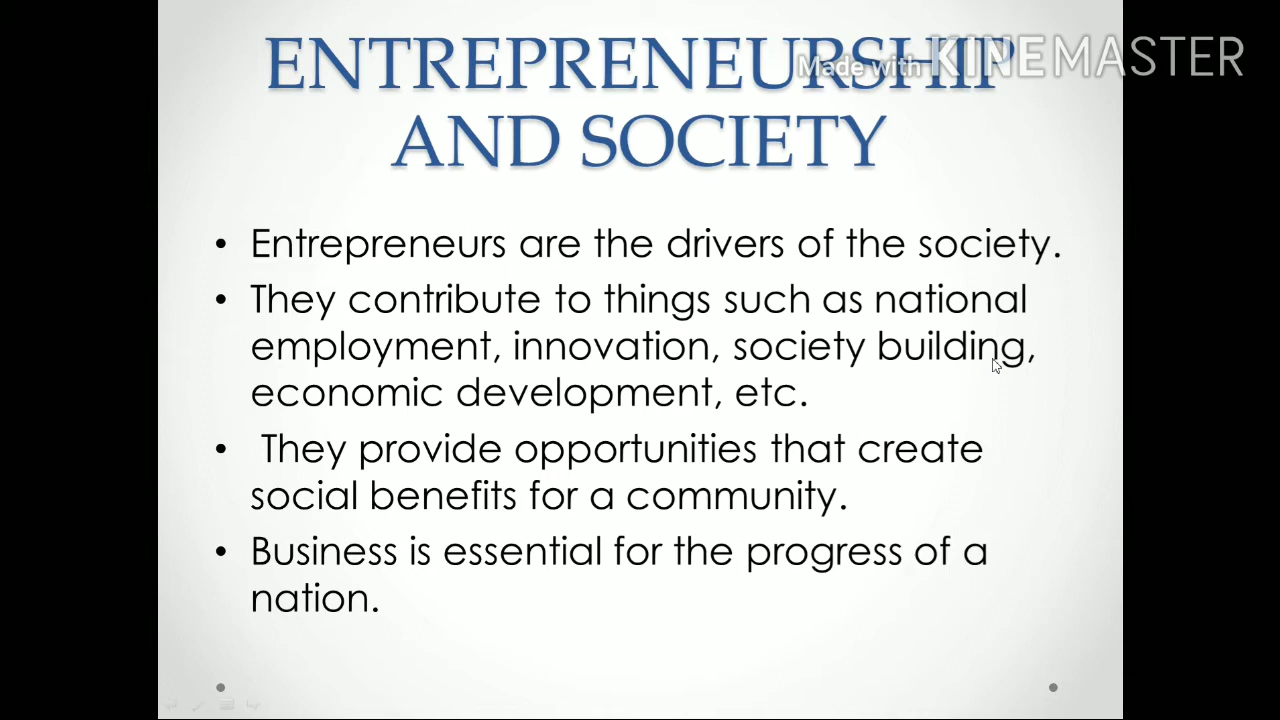 ENTREPRENEURSHIP
Made with KINEMASTER
AND SOCIETY
• Entrepreneurs are the drivers of the society.
• They contribute to things such as national
employment, innovation, society building,
economic development, etc.
• They provide opportunities that create
social benefits for a community.
• Business is essential for the progress of a
nation.